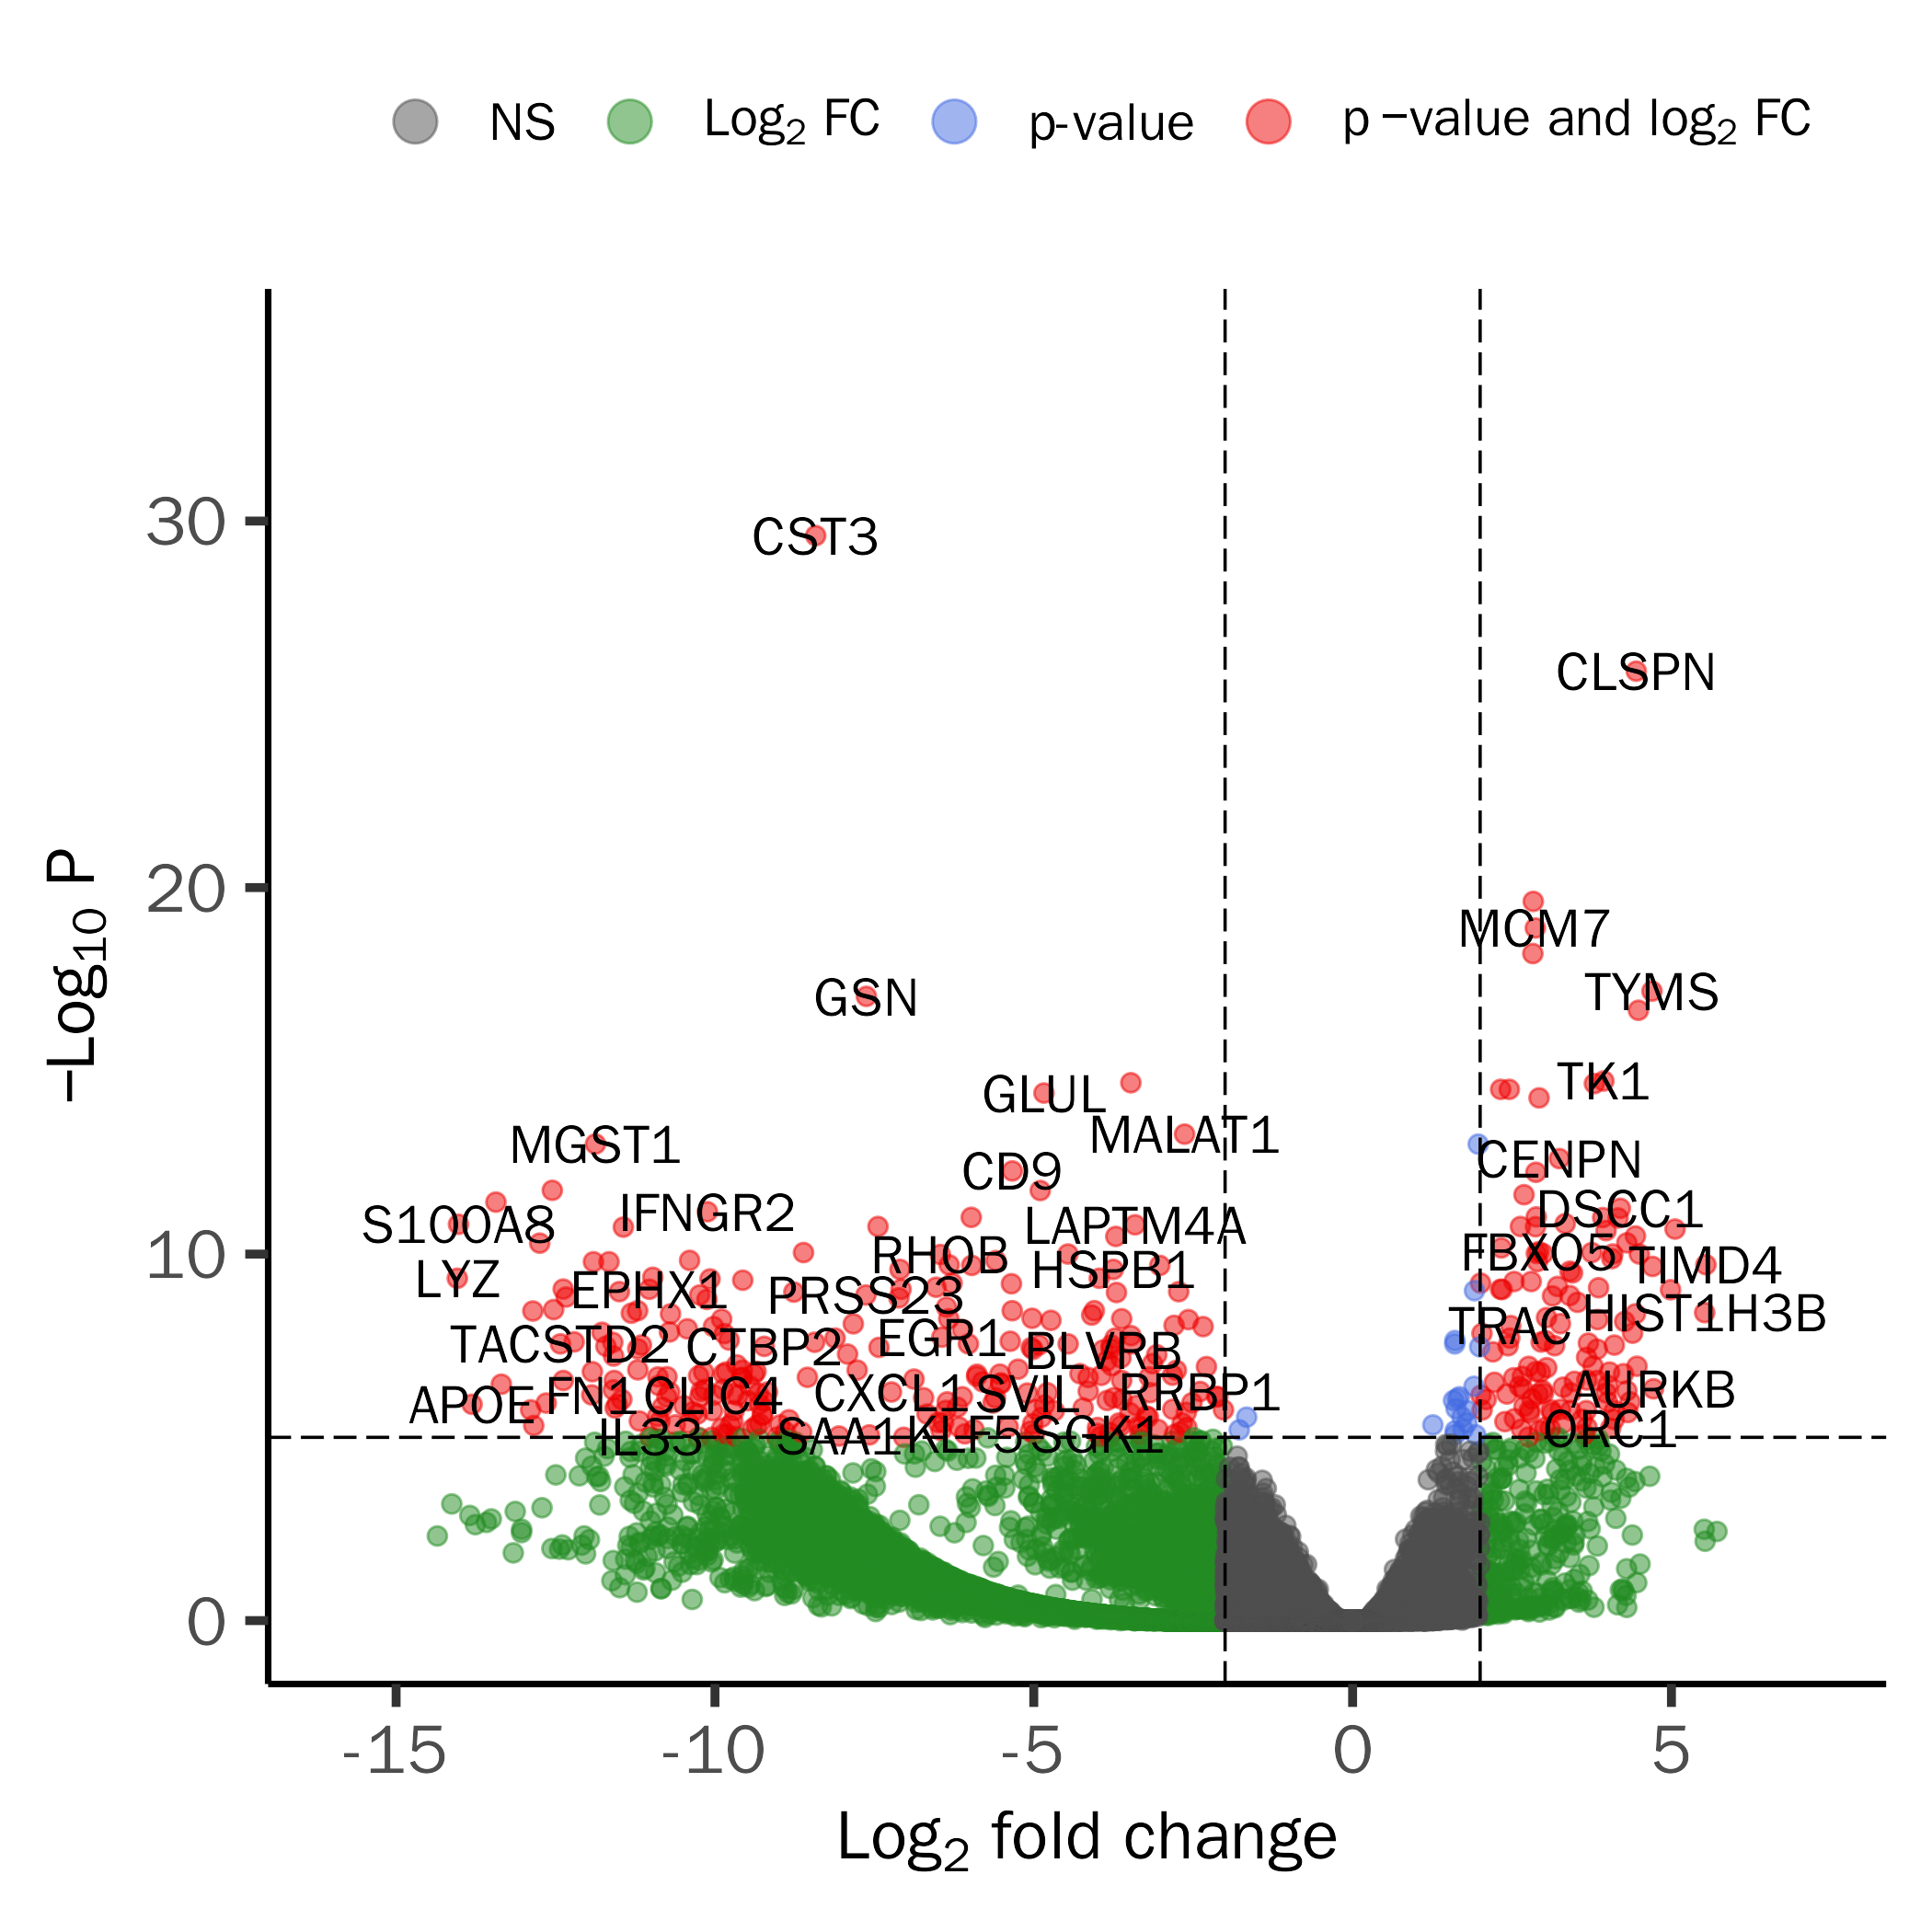 NS Log₂ FC p-value p −value and log₂ FC
−Log₁₀ P
30
20
10
0
CST3
CLSPN
MCM7
TYMS
GSN
TK1
GLUL
MALAT1
MGST1
CENPN
CD9
DSCC1
IFNGR2
S100A8
LAPTM4A
FBXO5
RHOB
TIMD4
HSPB1
LYZ
EPHX1
PRSS23
HIST1H3B
TRAC
EGR1
CTBP2
TACSTD2
BLVRB
AURKB
RRBP1
CXCL1
SVIL
FN1
CLIC4
APOE
ORC1
SAA1
KLF5
SGK1
IL33
-15 -10 -5 0 5
Log₂ fold change